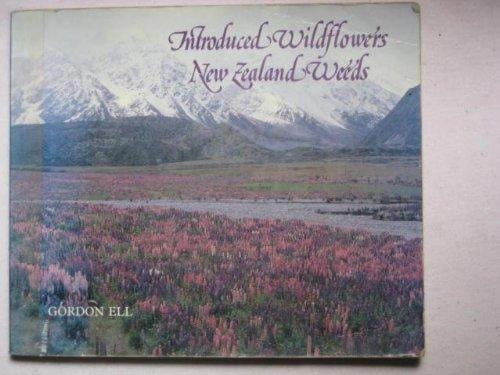 Introduced Wildflowers
New Zealand Weeds
GORDON ELL